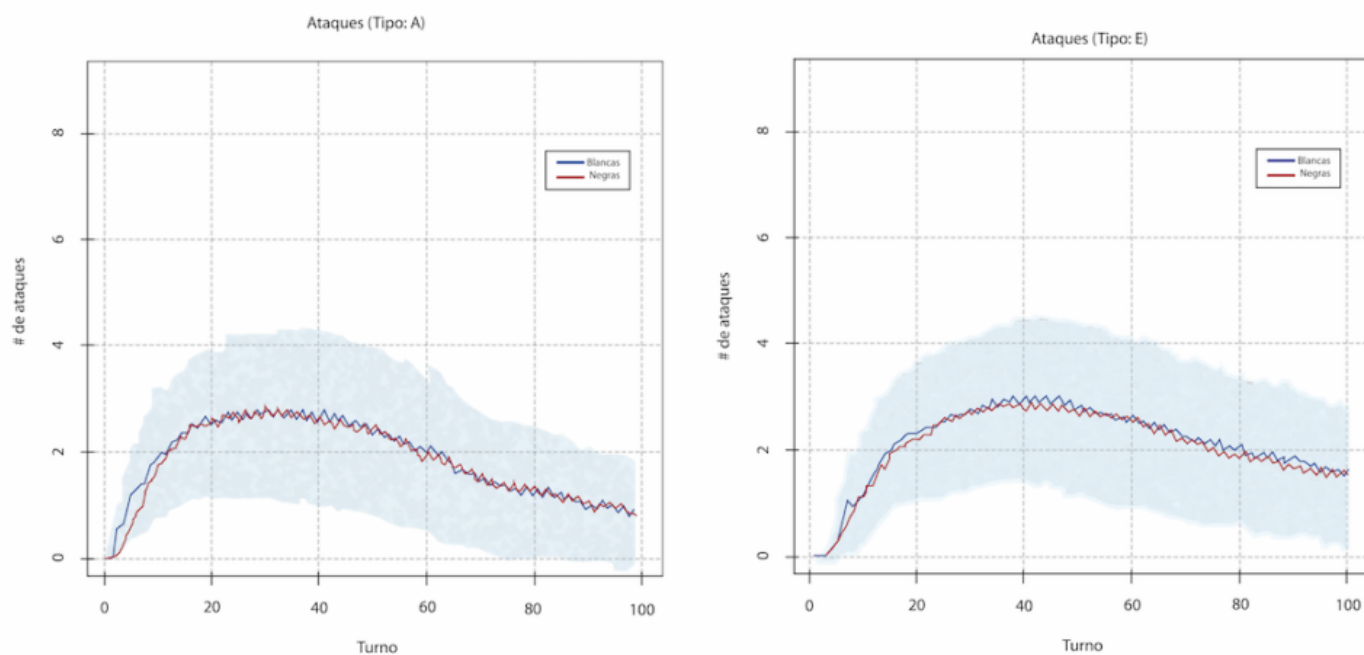 Ataques (Tipo: A)
# de ataques
8
6
4
2
0
Blancas
Negras
0 20 40 60 80 100
Turno
Ataques (Tipo: E)
# de ataques
8
6
4
2
0
Blancas
Negras
0 20 40 60 80 100
Turno